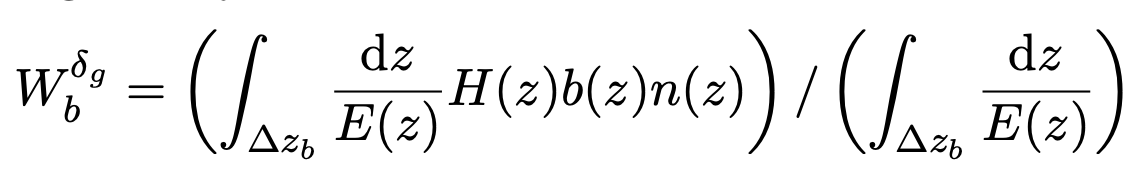 $W_b^{\delta_g} = \left( \int_{\Delta z_b} \frac{\mathrm{d}z}{E(z)} H(z) b(z) n(z) \right) / \left( \int_{\Delta z_b} \frac{\mathrm{d}z}{E(z)} \right)$